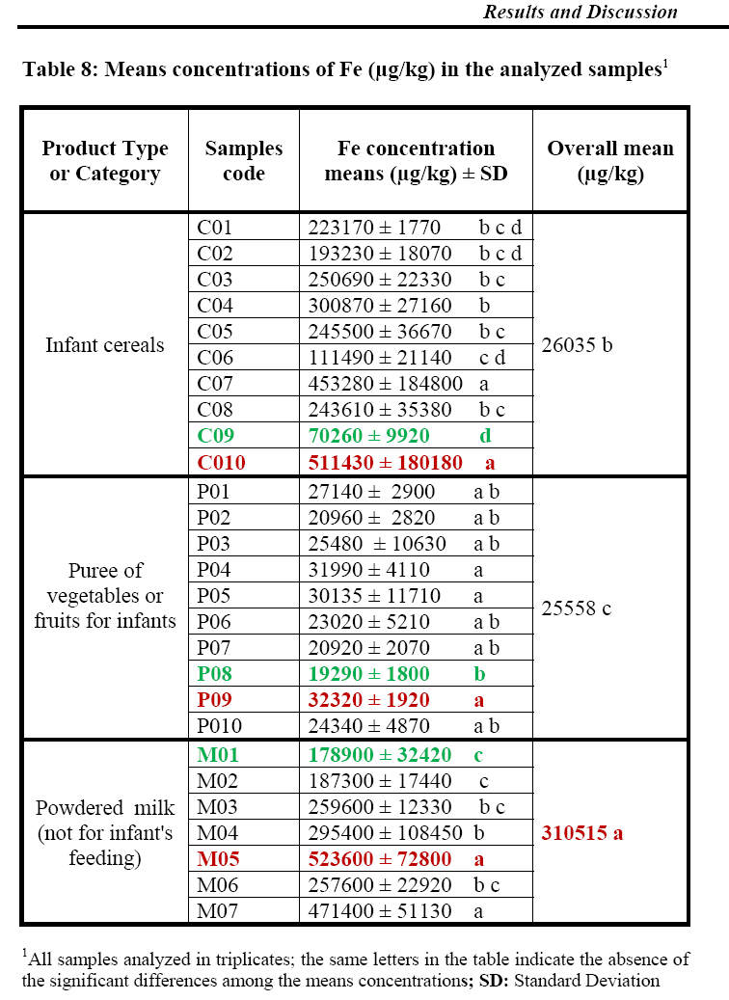 Results and Discussion
Table 8: Means concentrations of Fe (µg/kg) in the analyzed samples1
Product Type or Category | Samples code | Fe concentration means (µg/kg) ± SD | Overall mean (µg/kg)
Infant cereals | C01 | 223170 ± 1770 b c d | 26035 b
C02 | 193230 ± 18070 b c d
C03 | 250690 ± 22330 b c
C04 | 300870 ± 27160 b
C05 | 245500 ± 36670 b c
C06 | 111490 ± 21140 c d
C07 | 453280 ± 184800 a
C08 | 243610 ± 35380 b c
C09 | 70260 ± 9920 d
C010 | 511430 ± 180180 a
Puree of vegetables or fruits for infants | P01 | 27140 ± 2900 a b | 25558 c
P02 | 20960 ± 2820 a b
P03 | 25480 ± 10630 a b
P04 | 31990 ± 4110 a
P05 | 30135 ± 11710 a
P06 | 23020 ± 5210 a b
P07 | 20920 ± 2070 a b
P08 | 19290 ± 1800 b
P09 | 32320 ± 1920 a
P010 | 24340 ± 4870 a b
Powdered milk (not for infant's feeding) | M01 | 178900 ± 32420 c | 310515 a
M02 | 187300 ± 17440 c
M03 | 259600 ± 12330 b c
M04 | 295400 ± 108450 b
M05 | 523600 ± 72800 a
M06 | 257600 ± 22920 b c
M07 | 471400 ± 51130 a
1All samples analyzed in triplicates; the same letters in the table indicate the absence of
the significant differences among the means concentrations; SD: Standard Deviation